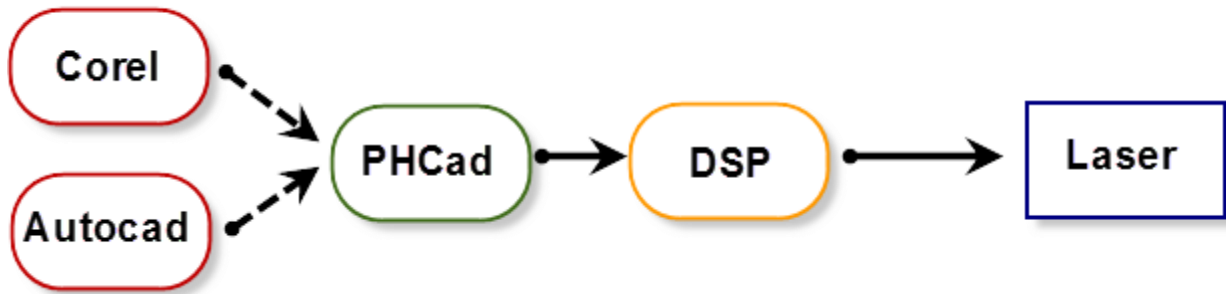 Corel
Autocad
PHCad
DSP
Laser